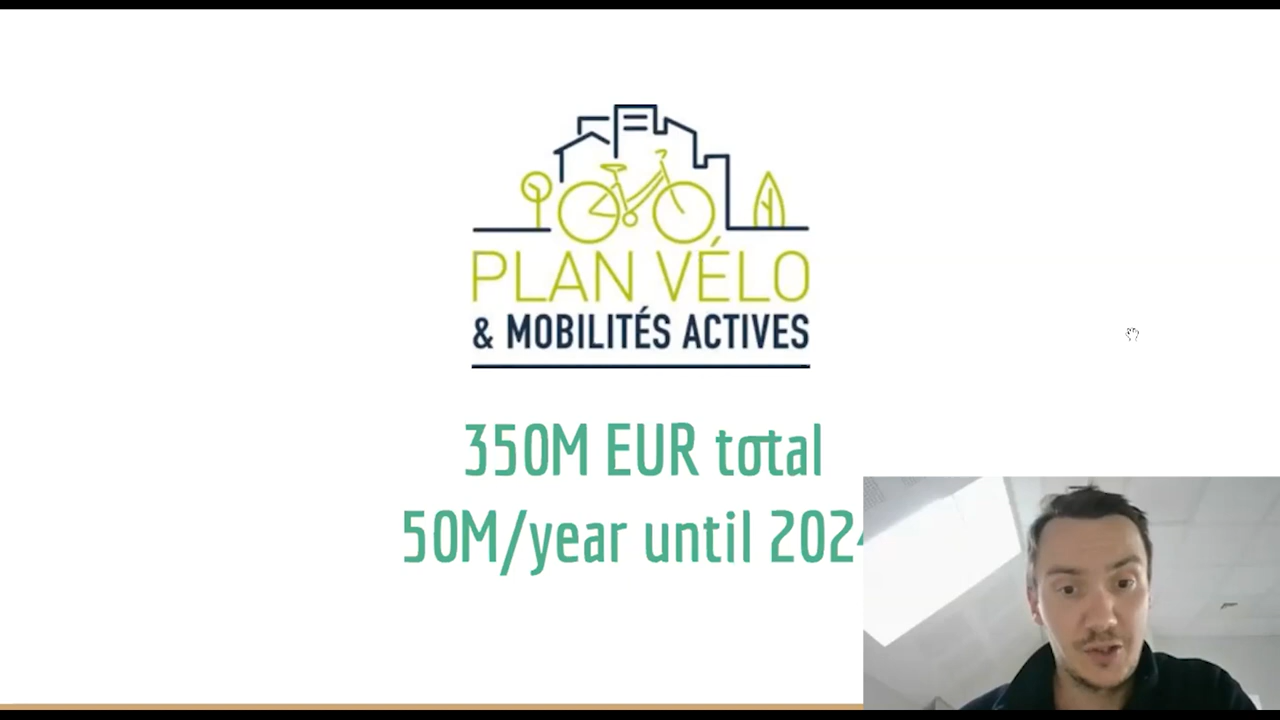 PLAN VÉLO
& MOBILITÉS ACTIVES
350M EUR total
50M/year until